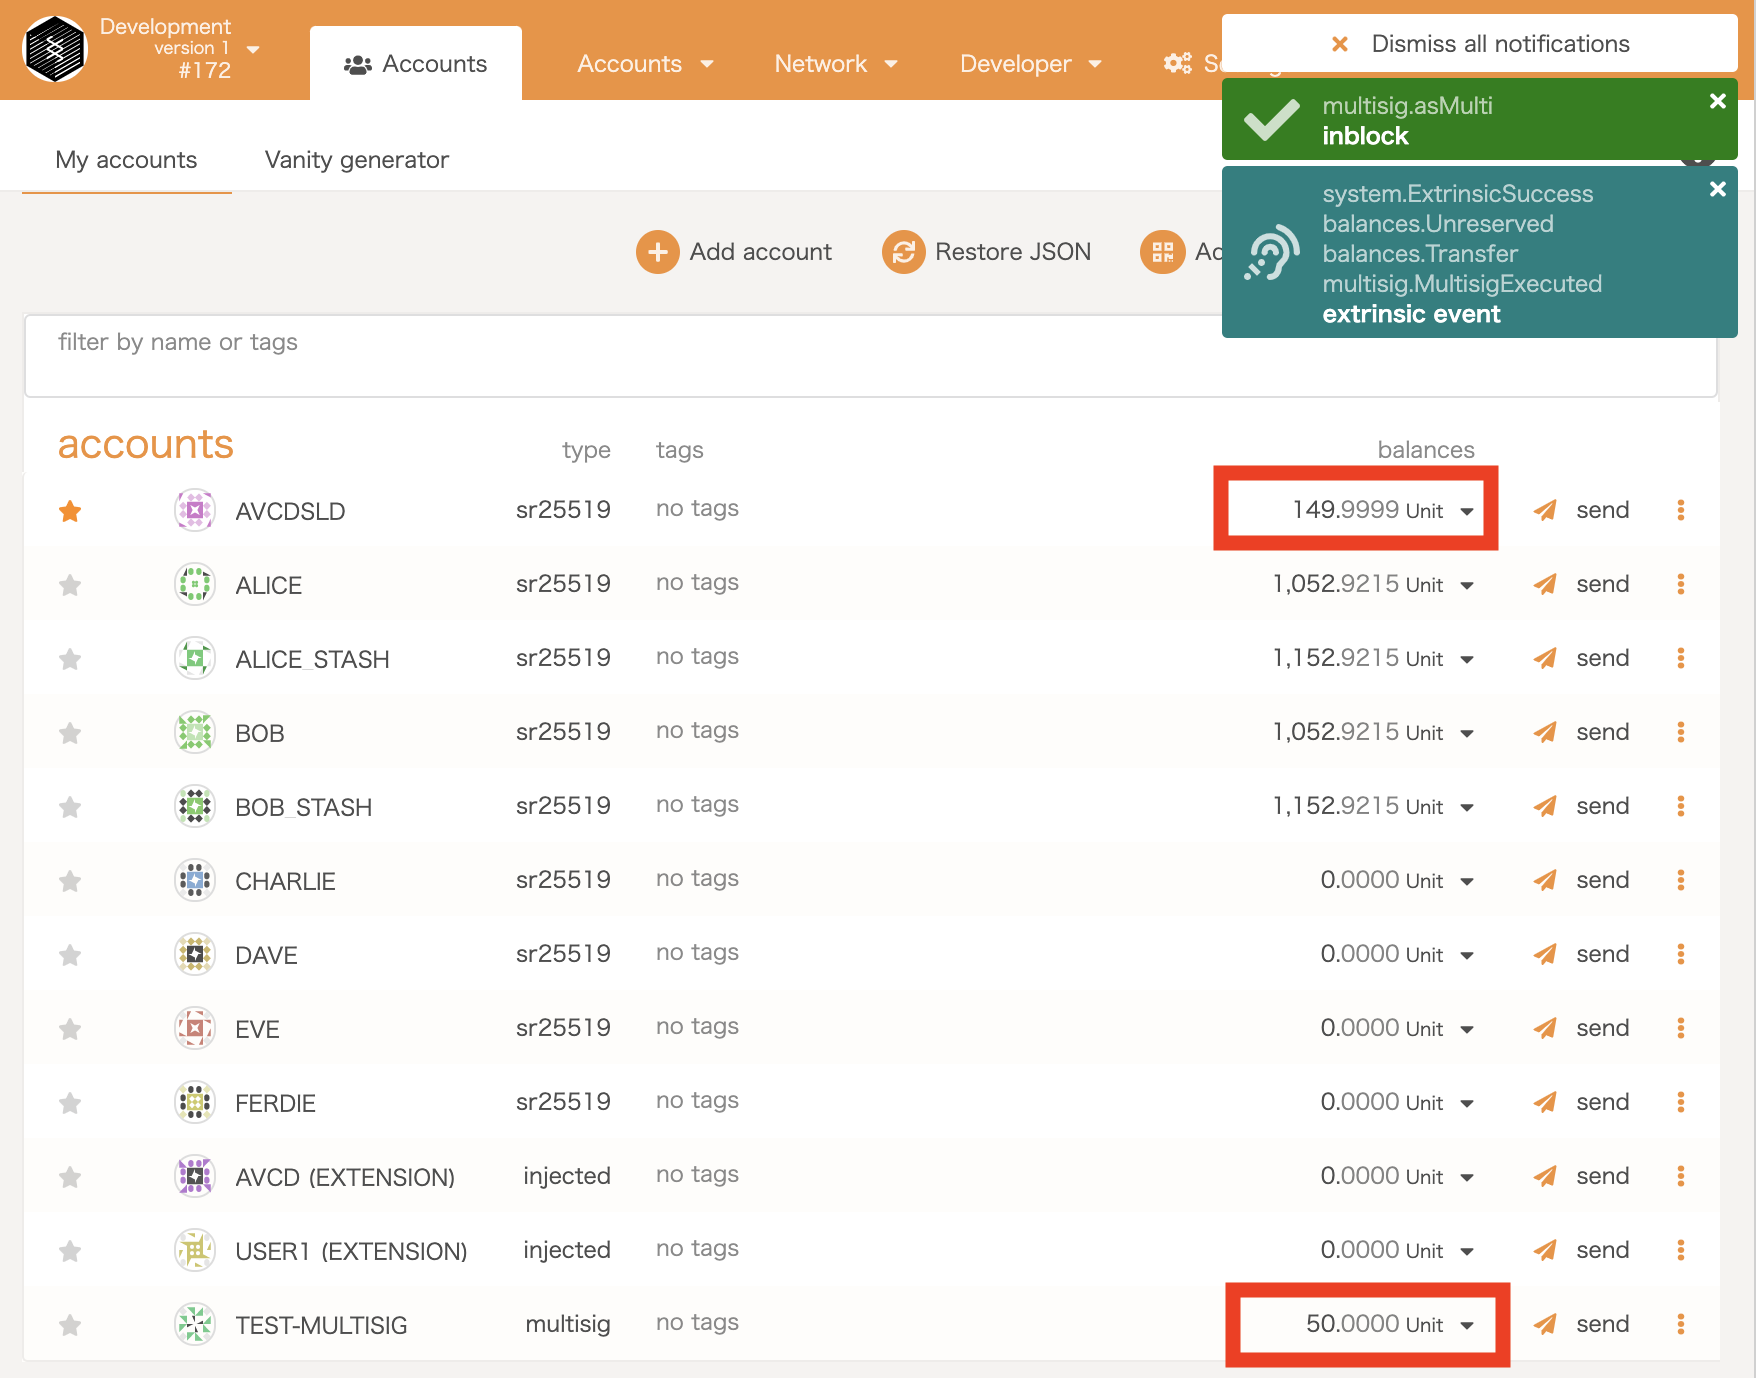 Development
version 1
#172
Accounts
Accounts
Network
Developer
Dismiss all notifications
multisig.asMulti
inblock
system.ExtrinsicSuccess
balances.Unreserved
balances.Transfer
multisig.MultisigExecuted
extrinsic event
My accounts
Vanity generator
Add account
Restore JSON
filter by name or tags
accounts type tags balances
AVCDSLD sr25519 no tags 149.9999 Unit send
ALICE sr25519 no tags 1,052.9215 Unit send
ALICE_STASH sr25519 no tags 1,152.9215 Unit send
BOB sr25519 no tags 1,052.9215 Unit send
BOB_STASH sr25519 no tags 1,152.9215 Unit send
CHARLIE sr25519 no tags 0.0000 Unit send
DAVE sr25519 no tags 0.0000 Unit send
EVE sr25519 no tags 0.0000 Unit send
FERDIE sr25519 no tags 0.0000 Unit send
AVCD (EXTENSION) injected no tags 0.0000 Unit send
USER1 (EXTENSION) injected no tags 0.0000 Unit send
TEST-MULTISIG multisig no tags 50.0000 Unit send